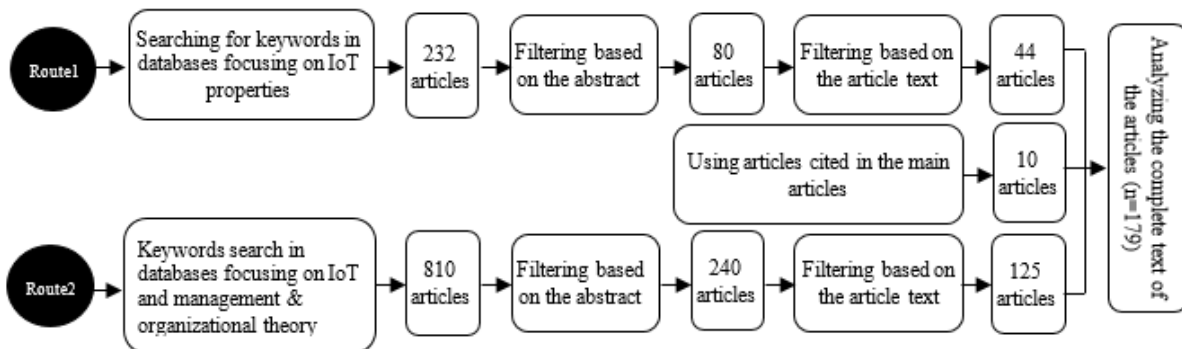 Route1
Searching for keywords in
databases focusing on IoT
properties
232
articles
Filtering based
on the abstract
80
articles
Filtering based on
the article text
44
articles
Using articles cited in the main
articles
10
articles
Route2
Keywords search in
databases focusing on IoT
and management &
organizational theory
810
articles
Filtering based
on the abstract
240
articles
Filtering based on
the article text
125
articles
Analyzing the complete text of
the articles (n=179)